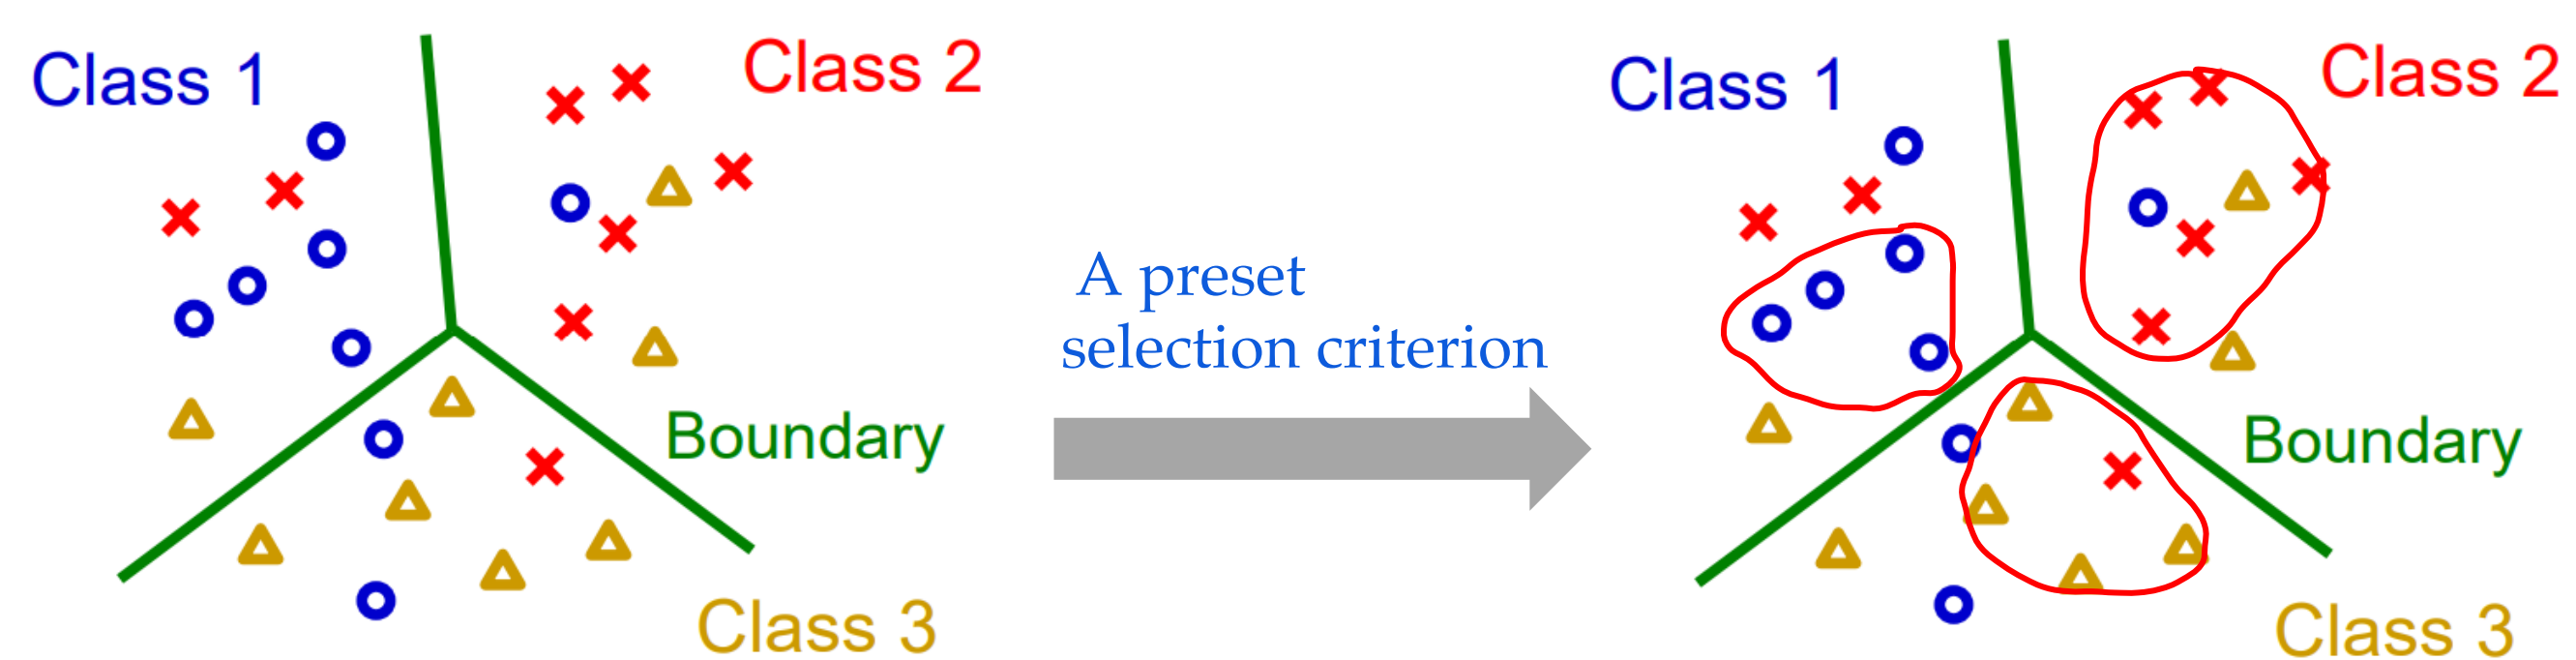 Class 1
Class 2
Boundary
Class 3
A preset
selection criterion
Class 1
Class 2
Boundary
Class 3